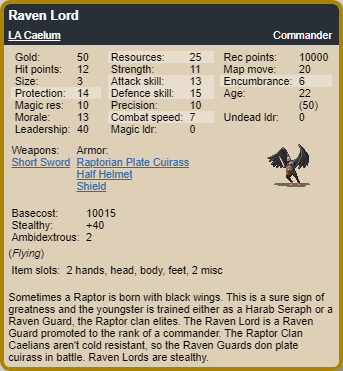 Raven Lord
LA Caelum Commander
Gold: 50 Resources: 25 Rec points: 10000
Hit points: 12 Strength: 11 Map move: 20
Size: 3 Attack skill: 13 Encumbrance: 6
Protection: 14 Defence skill: 15 Age: 22
Magic res: 10 Precision: 10 (50)
Morale: 13 Combat speed: 7 Undead ldr: 0
Leadership: 40 Magic ldr: 0
Weapons: Armor:
Short Sword Raptorian Plate Cuirass
Half Helmet
Shield
Basecost: 10015
Stealthy: +40
Ambidextrous: 2
(Flying)
Item slots: 2 hands, head, body, feet, 2 misc
Sometimes a Raptor is born with black wings. This is a sure sign of
greatness and the youngster is trained either as a Harab Seraph or a
Raven Guard, the Raptor clan elites. The Raven Lord is a Raven
Guard promoted to the rank of a commander. The Raptor Clan
Caelians aren't cold resistant, so the Raven Guards don plate
cuirass in battle. Raven Lords are stealthy.